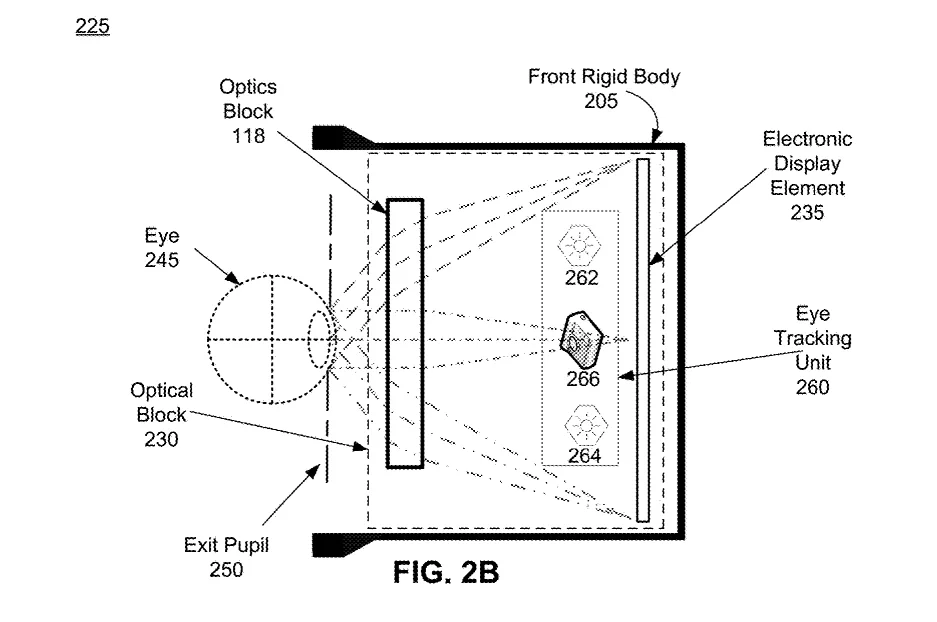 225
Front Rigid Body
205
Optics
Block
118
Electronic
Display
Element
235
Eye
245
262
Eye
Tracking
Unit
260
266
Optical
Block
230
264
Exit Pupil
250
FIG. 2B